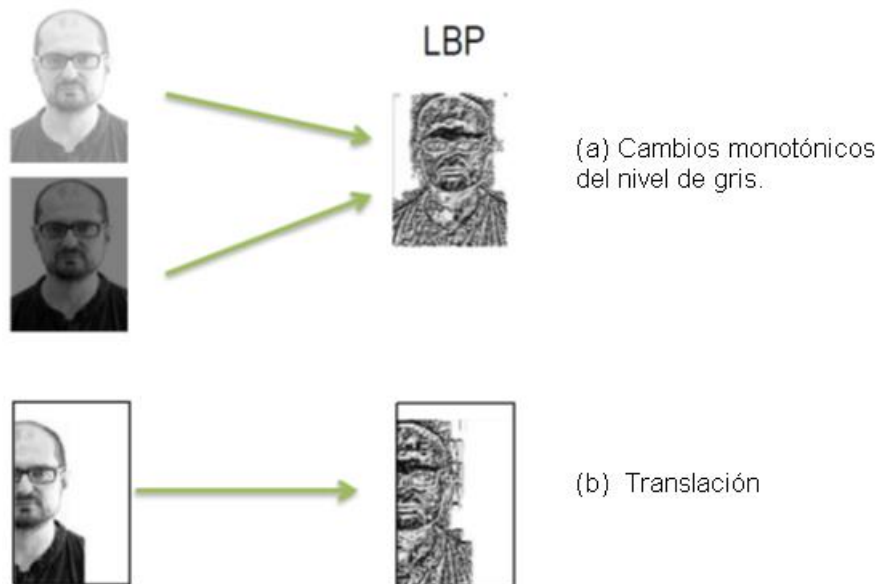 LBP
(a) Cambios monotónicos
del nivel de gris.
(b) Translación